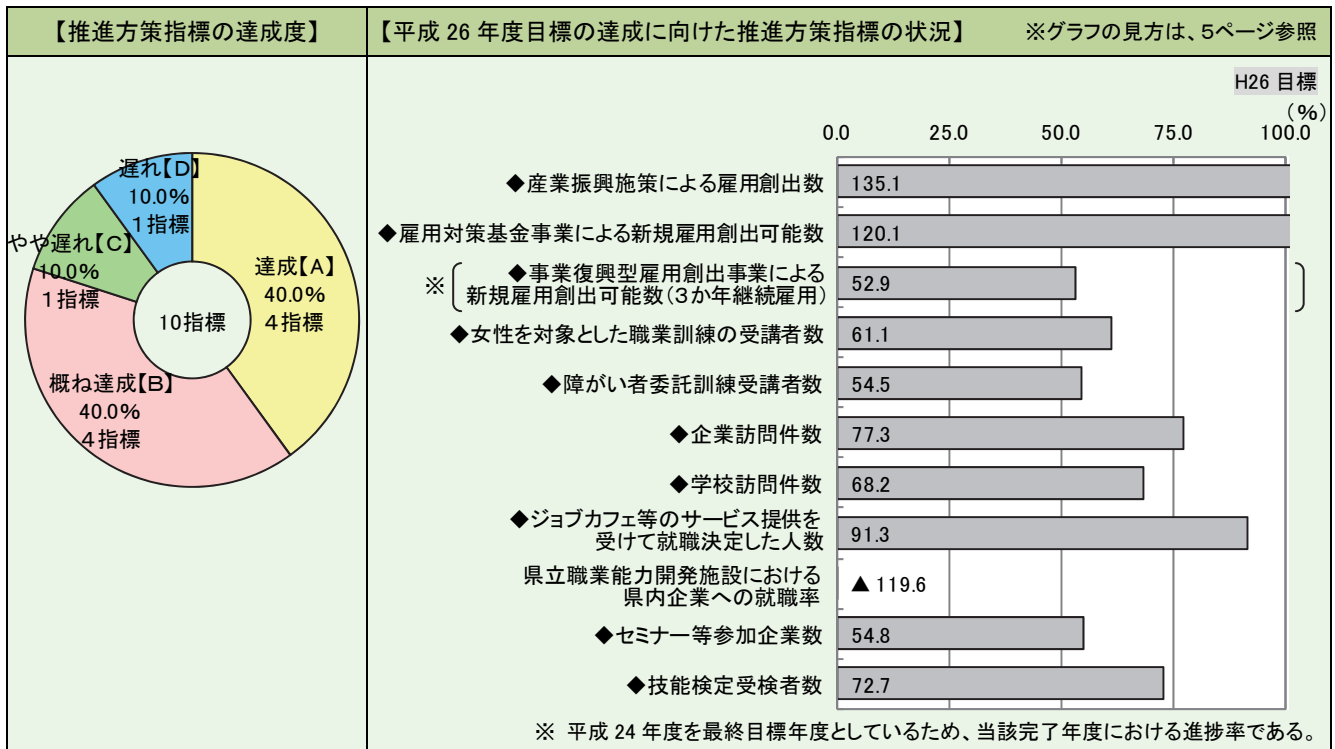 【推進方策指標の達成度】
【平成 26 年度目標の達成に向けた推進方策指標の状況】 ※グラフの見方は、5ページ参照
遅れ【D】
10.0%
1指標
やや遅れ【C】
10.0%
1指標
達成【A】
40.0%
4指標
10指標
概ね達成【B】
40.0%
4指標
H26 目標
(%)
0.0 25.0 50.0 75.0 100.0
◆産業振興施策による雇用創出数 135.1
◆雇用対策基金事業による新規雇用創出可能数 120.1
※ ◆事業復興型雇用創出事業による
新規雇用創出可能数(3か年継続雇用) 52.9
◆女性を対象とした職業訓練の受講者数 61.1
◆障がい者委託訓練受講者数 54.5
◆企業訪問件数 77.3
◆学校訪問件数 68.2
◆ジョブカフェ等のサービス提供を
受けて就職決定した人数 91.3
県立職業能力開発施設における
県内企業への就職率 ▲ 119.6
◆セミナー等参加企業数 54.8
◆技能検定受検者数 72.7
※ 平成 24 年度を最終目標年度としているため、当該完了年度における進捗率である。